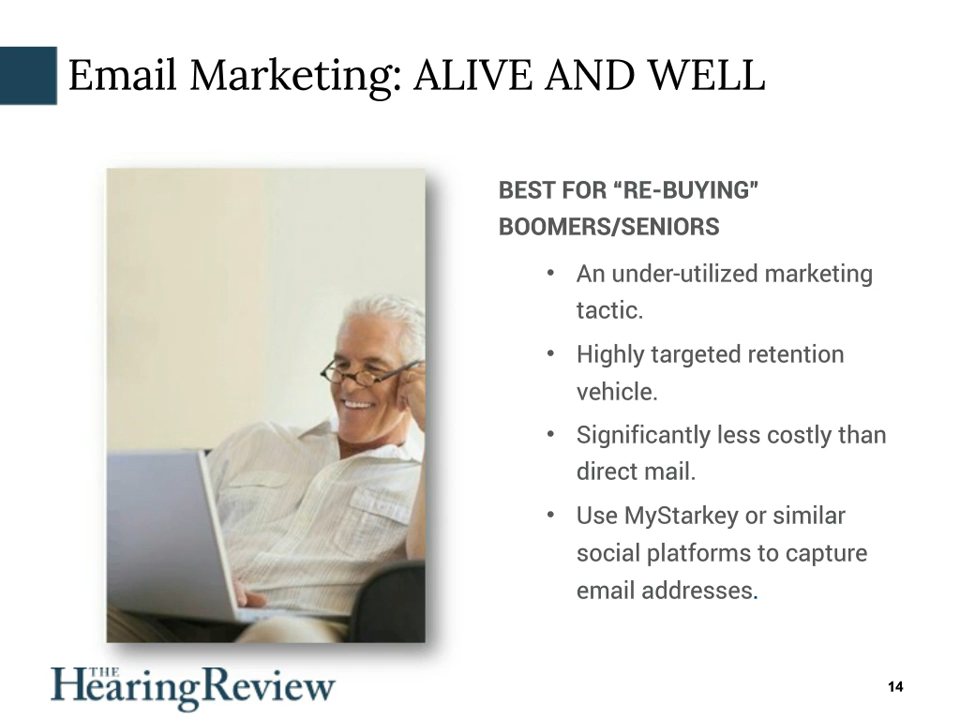 Email Marketing: ALIVE AND WELL
BEST FOR “RE-BUYING”
BOOMERS/SENIORS
• An under-utilized marketing
tactic.
• Highly targeted retention
vehicle.
• Significantly less costly than
direct mail.
• Use MyStarkey or similar
social platforms to capture
email addresses.
THE
HearingReview
14